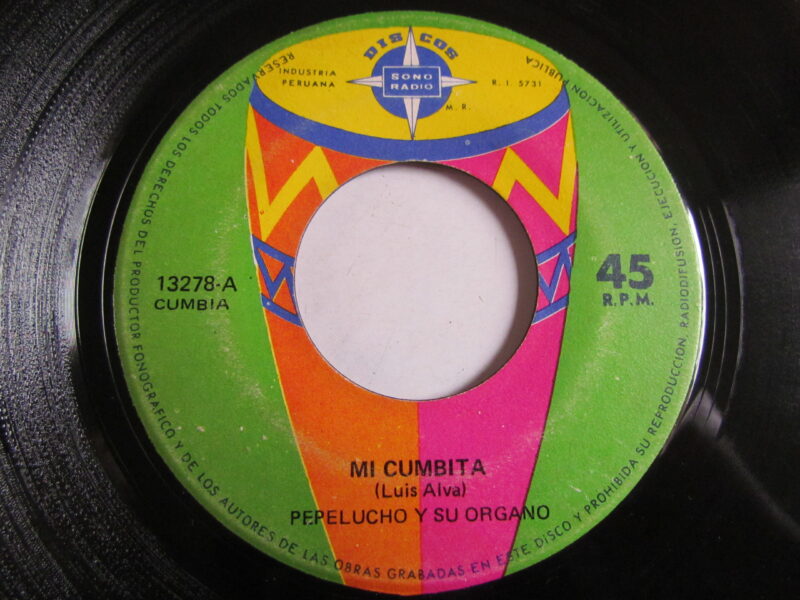 DISCOS
SONO
RADIO
INDUSTRIA
PERUANA
R. I. 5731
M. R.
13278-A
CUMBIA
45
R.P.M.
MI CUMBITA
(Luis Alva)
PEPELUCHO Y SU ORGANO
RESERVADOS TODOS LOS DERECHOS DEL PRODUCTOR FONOGRAFICO Y DE LOS AUTORES DE LAS OBRAS GRABADAS EN ESTE DISCO Y PROHIBIDA SU REPRODUCCION, RADIODIFUSION, EJECUCION Y UTILIZACION PUBLICA